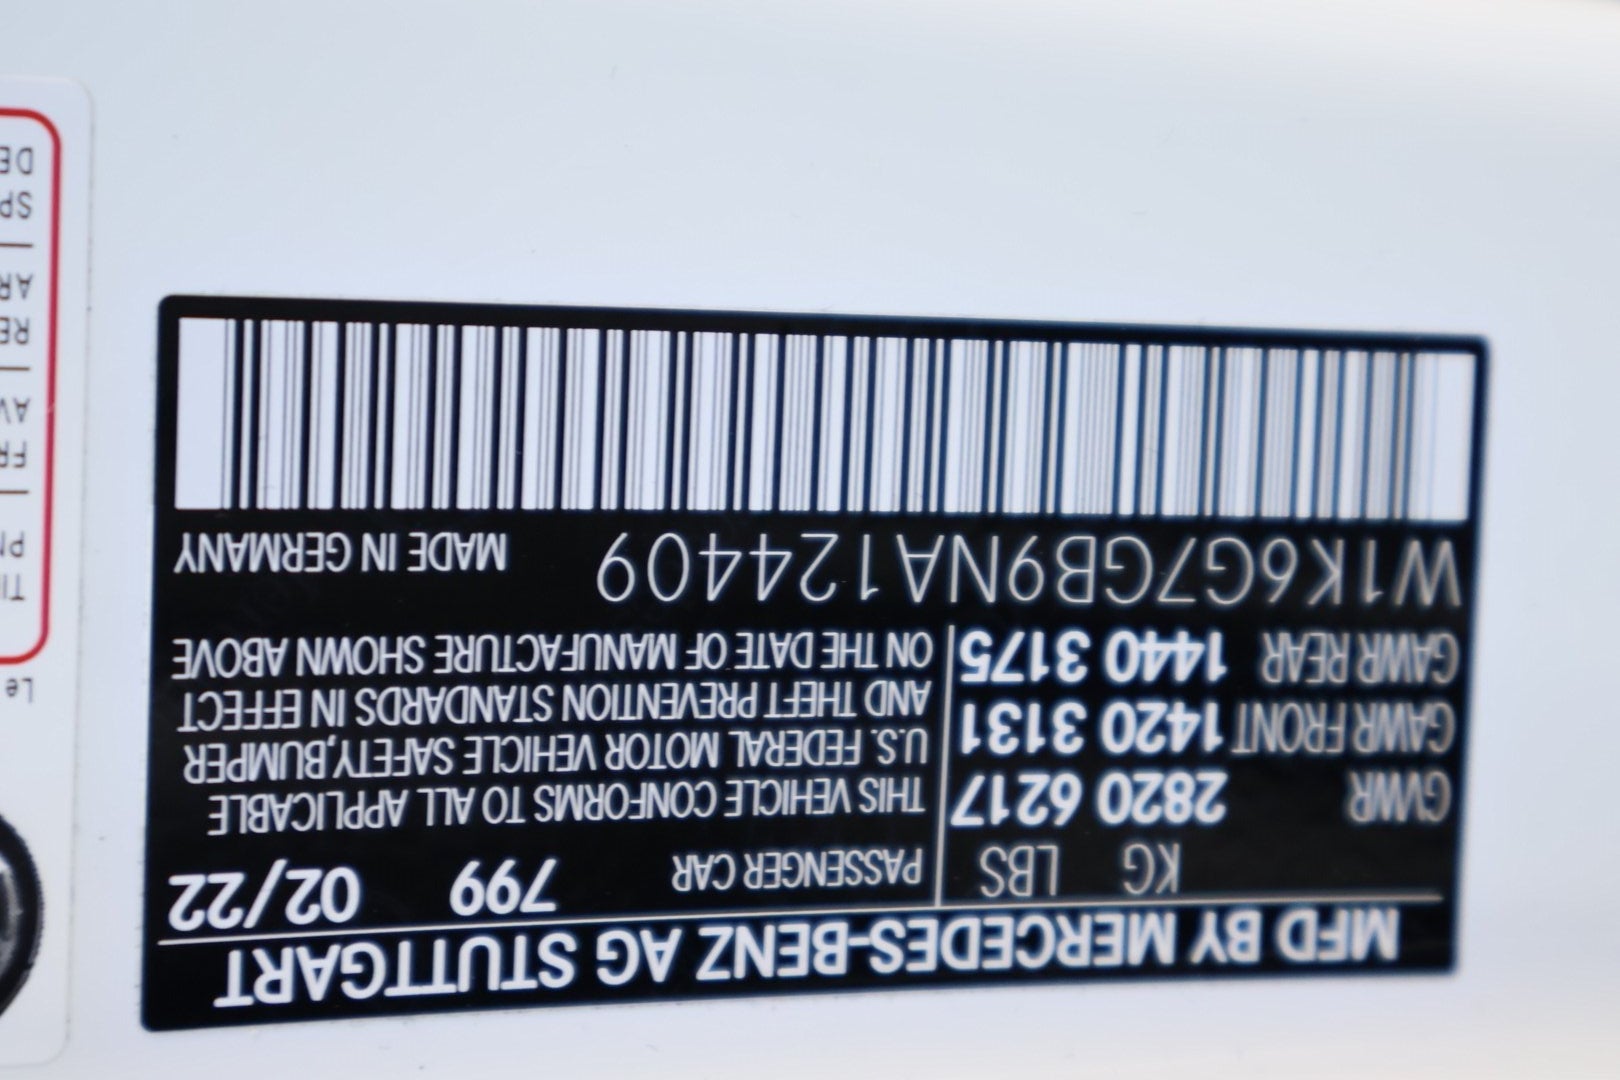 MFD BY MERCEDES-BENZ AG STUTTGART
KG LBS
GVWR 2820 6217
GAWR FRONT 1420 3131
GAWR REAR 1440 3175
PASSENGER CAR 799 02/22
THIS VEHICLE CONFORMS TO ALL APPLICABLE
U.S. FEDERAL MOTOR VEHICLE SAFETY,BUMPER
AND THEFT PREVENTION STANDARDS IN EFFECT
ON THE DATE OF MANUFACTURE SHOWN ABOVE
W1K6G7GB9NA124409 MADE IN GERMANY
Le